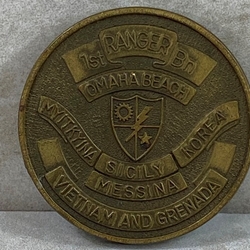 1st RANGER Bn
OMAHA BEACH
MYITKYINA
SICILY
KOREA
MESSINA
VIETNAM AND GRENADA